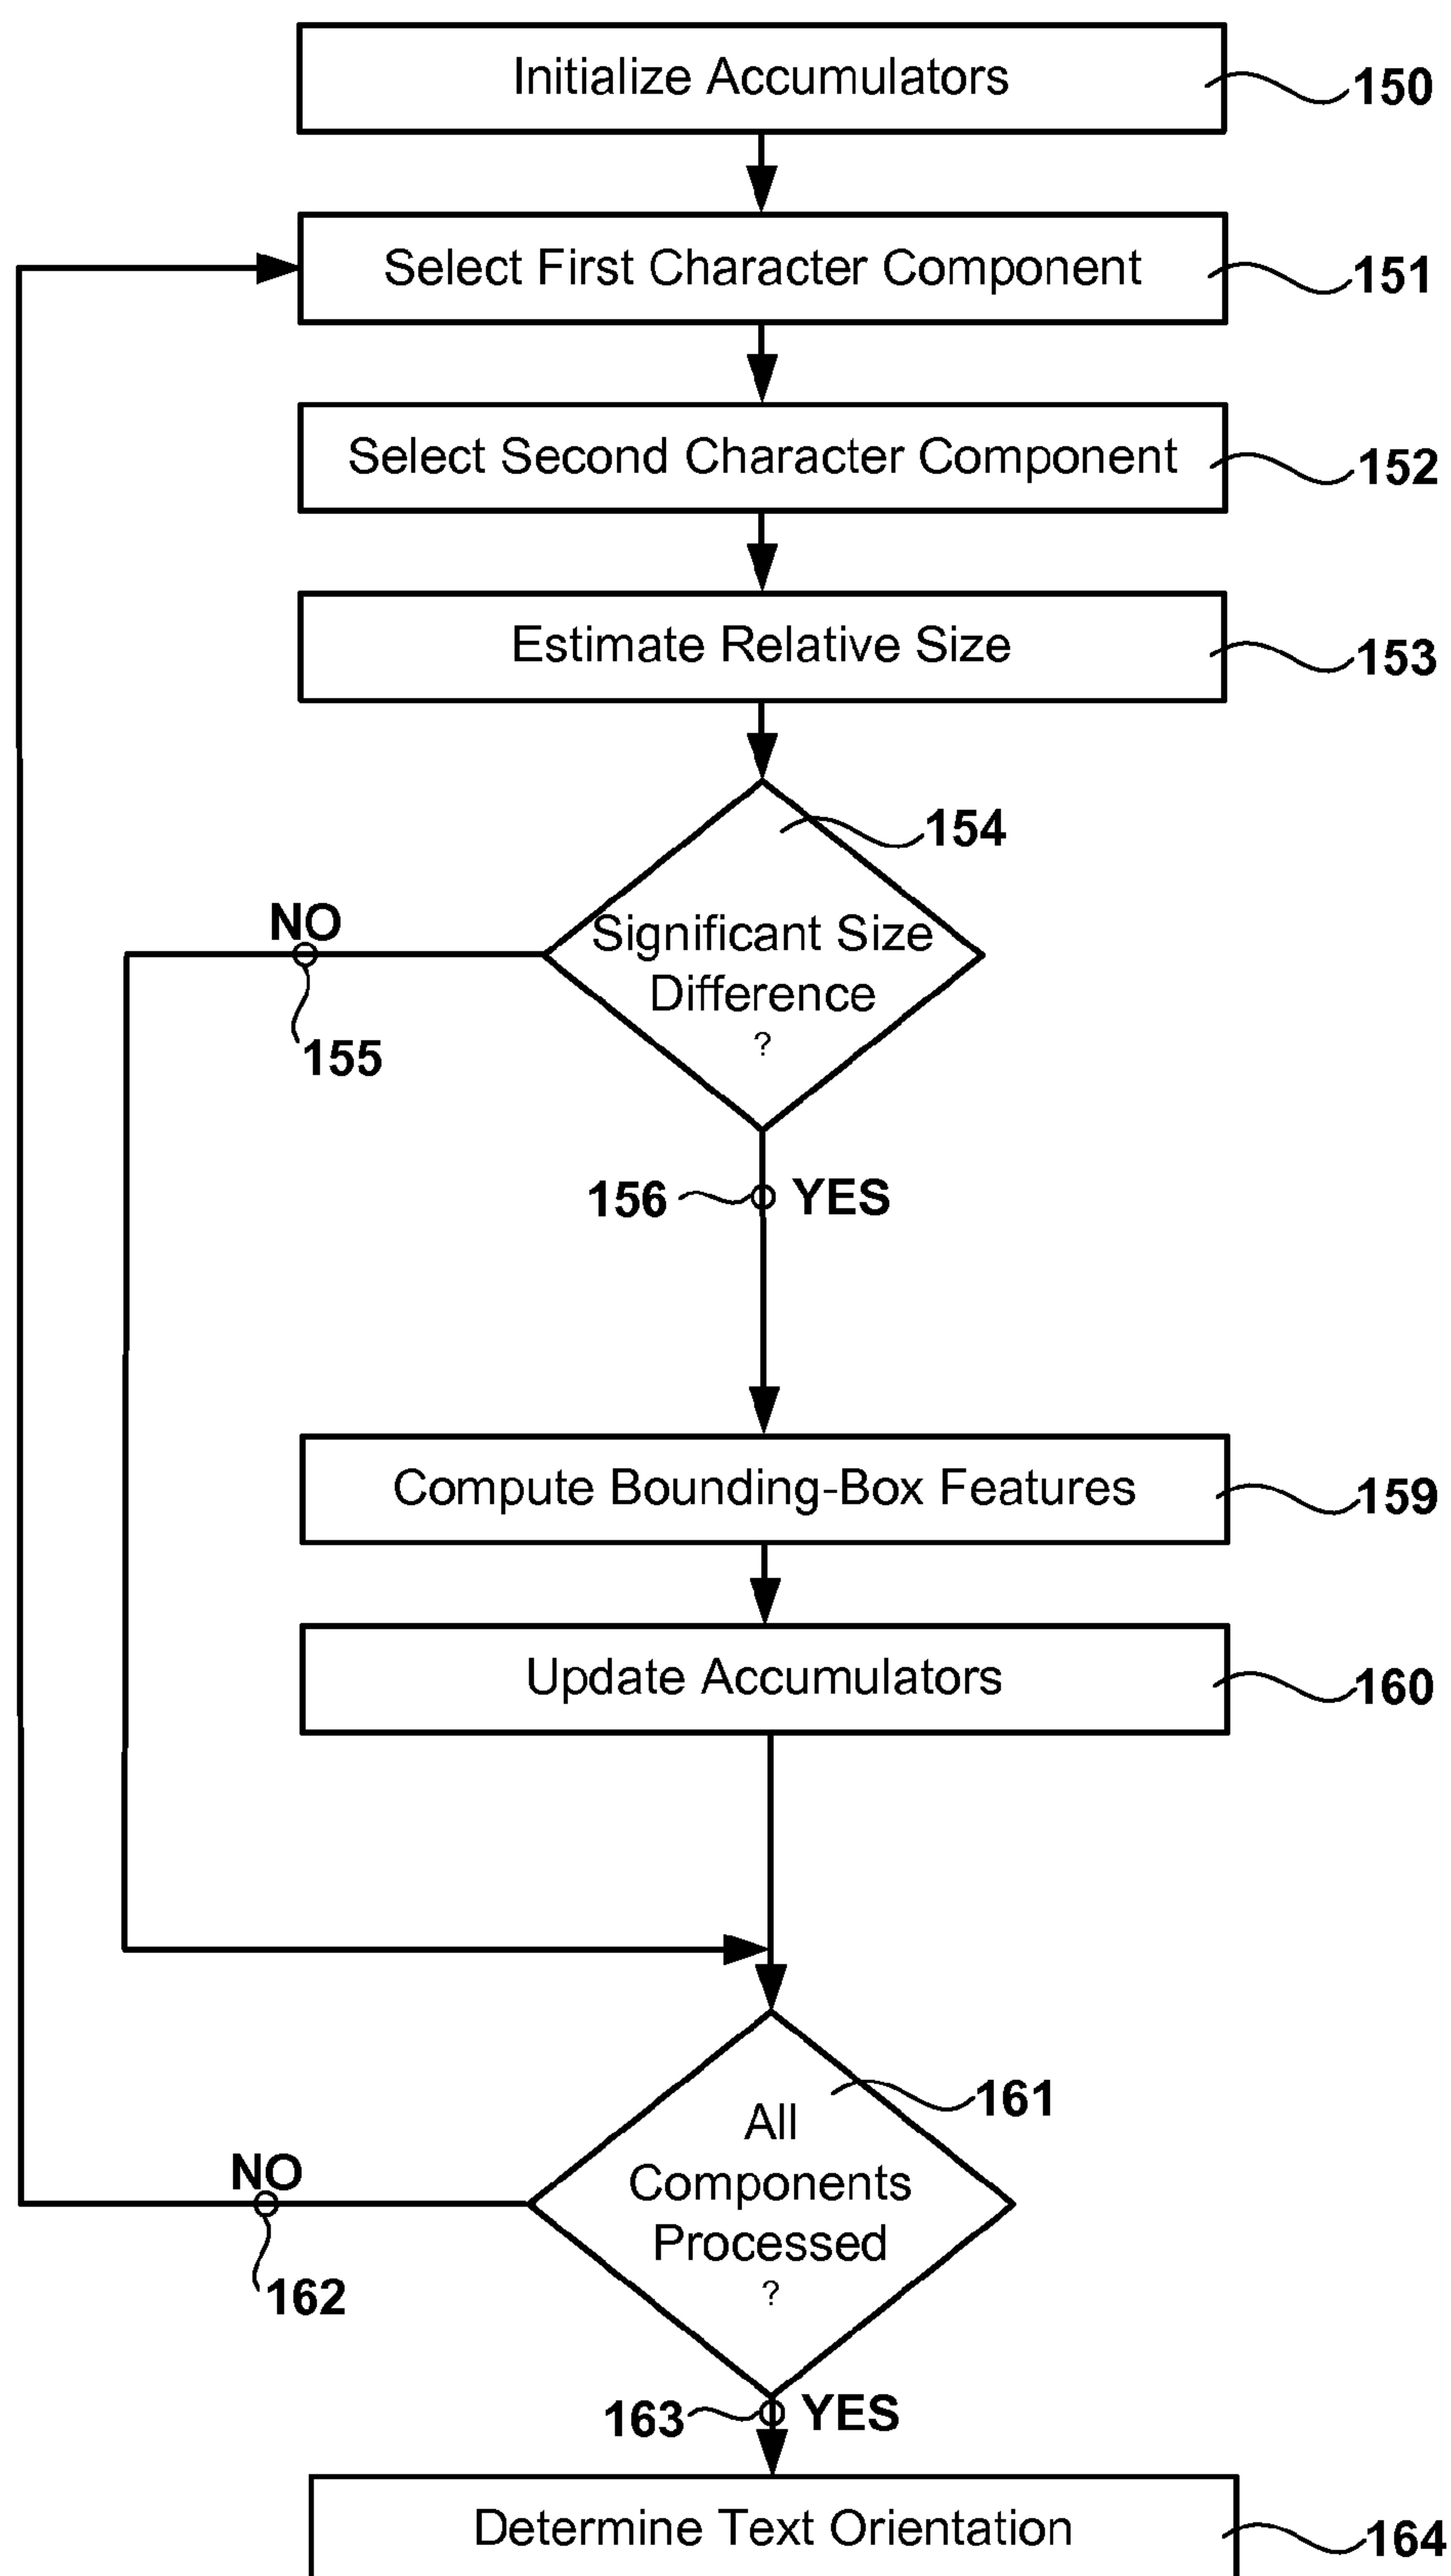 Initialize Accumulators 150
Select First Character Component 151
Select Second Character Component 152
Estimate Relative Size 153
154
Significant Size
Difference
?
NO
155
156 YES
Compute Bounding-Box Features 159
Update Accumulators 160
161
All
Components
Processed
?
NO
162
163 YES
Determine Text Orientation 164